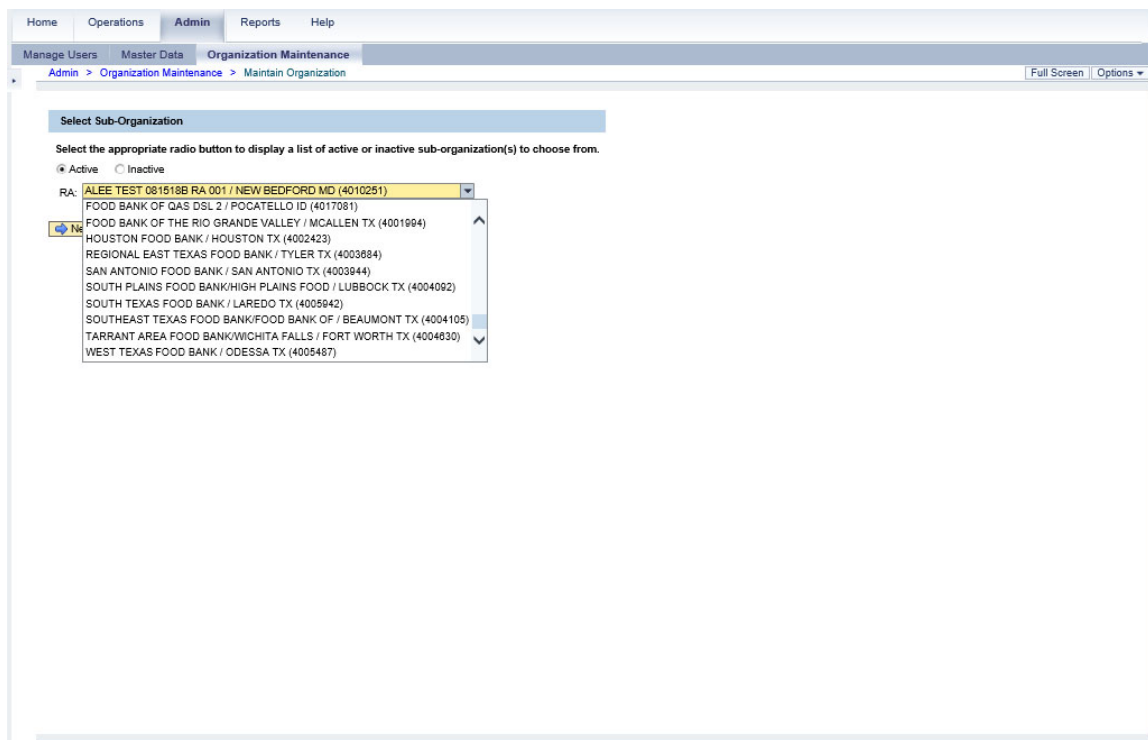 Home Operations Admin Reports Help
Manage Users Master Data Organization Maintenance
Admin > Organization Maintenance > Maintain Organization Full Screen Options
Select Sub-Organization
Select the appropriate radio button to display a list of active or inactive sub-organization(s) to choose from.
Active Inactive
RA: ALEE TEST 081518B RA 001 / NEW BEDFORD MD (4010251)
FOOD BANK OF QAS DSL 2 / POCATELLO ID (4017081)
Ne FOOD BANK OF THE RIO GRANDE VALLEY / MCALLEN TX (4001994)
HOUSTON FOOD BANK / HOUSTON TX (4002423)
REGIONAL EAST TEXAS FOOD BANK / TYLER TX (4003684)
SAN ANTONIO FOOD BANK / SAN ANTONIO TX (4003944)
SOUTH PLAINS FOOD BANK/HIGH PLAINS FOOD / LUBBOCK TX (4004092)
SOUTH TEXAS FOOD BANK / LAREDO TX (4005942)
SOUTHEAST TEXAS FOOD BANK/FOOD BANK OF / BEAUMONT TX (4004105)
TARRANT AREA FOOD BANK/WICHITA FALLS / FORT WORTH TX (4004630)
WEST TEXAS FOOD BANK / ODESSA TX (4005487)